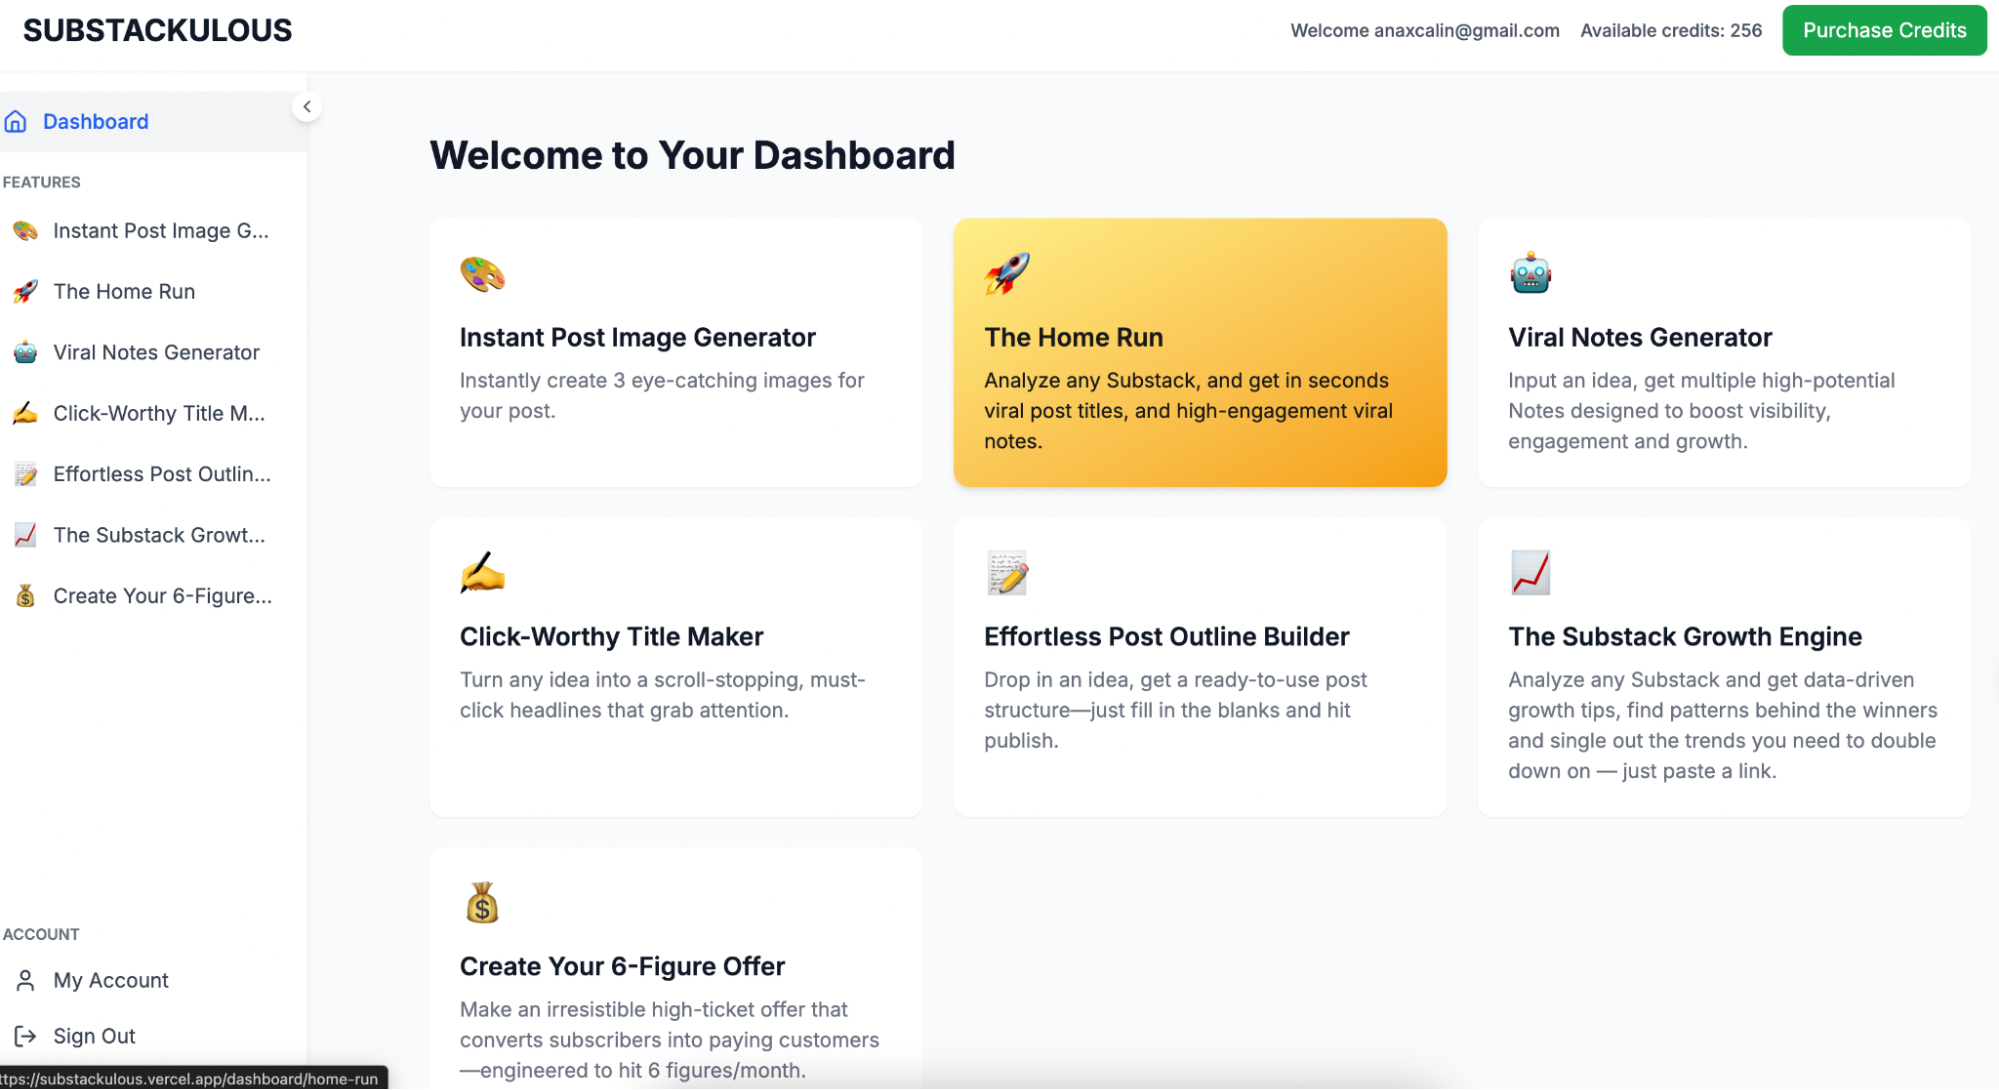 SUBSTACKULOUS
Welcome anaxcalin@gmail.com
Available credits: 256
Purchase Credits
Dashboard
FEATURES
Instant Post Image G...
The Home Run
Viral Notes Generator
Click-Worthy Title M...
Effortless Post Outlin...
The Substack Growt...
Create Your 6-Figure...
ACCOUNT
My Account
Sign Out
ttps://substackulous.vercel.app/dashboard/home-run
Welcome to Your Dashboard
Instant Post Image Generator
Instantly create 3 eye-catching images for
your post.
The Home Run
Analyze any Substack, and get in seconds
viral post titles, and high-engagement viral
notes.
Viral Notes Generator
Input an idea, get multiple high-potential
Notes designed to boost visibility,
engagement and growth.
Click-Worthy Title Maker
Turn any idea into a scroll-stopping, must-
click headlines that grab attention.
Effortless Post Outline Builder
Drop in an idea, get a ready-to-use post
structure—just fill in the blanks and hit
publish.
The Substack Growth Engine
Analyze any Substack and get data-driven
growth tips, find patterns behind the winners
and single out the trends you need to double
down on — just paste a link.
Create Your 6-Figure Offer
Make an irresistible high-ticket offer that
converts subscribers into paying customers
—engineered to hit 6 figures/month.